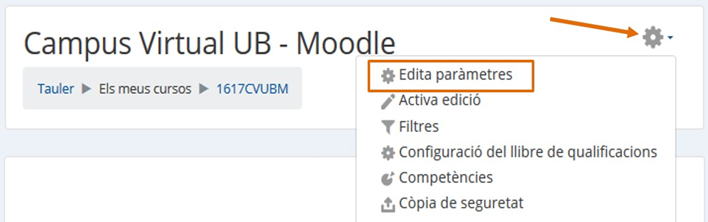 Campus Virtual UB - Moodle
Tauler ▶ Els meus cursos ▶ 1617CVUBM
Edita paràmetres
Activa edició
Filtres
Configuració del llibre de qualificacions
Competències
Còpia de seguretat